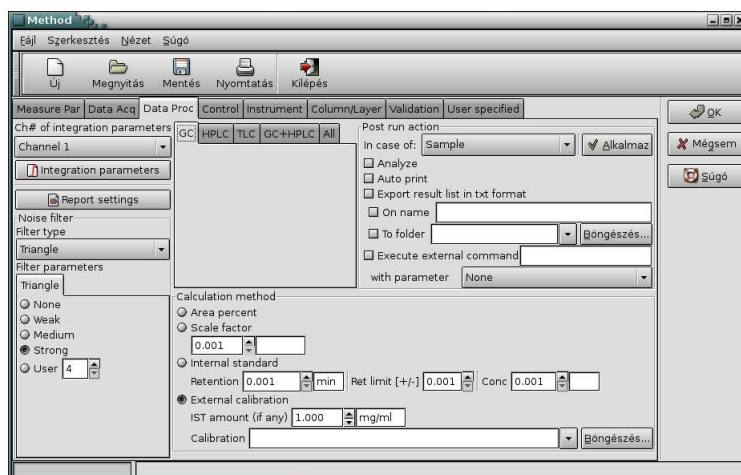 Method
Fájl Szerkesztés Nézet Súgó
Új Megnyitás Mentés Nyomtatás Kilépés
Measure Par Data Acq Data Proc Control Instrument Column/Layer Validation User specified
Ch# of integration parameters
Channel 1
Integration parameters
Report settings
Noise filter
Filter type
Triangle
Filter parameters
Triangle
None
Weak
Medium
Strong
User 4
GC HPLC TLC GC+HPLC All
Post run action
In case of: Sample Alkalmaz
Analyze
Auto print
Export result list in txt format
On name
To folder Böngészés...
Execute external command
with parameter None
Calculation method
Area percent
Scale factor
0.001
Internal standard
Retention 0.001 min Ret limit [+/-] 0.001 Conc 0.001
External calibration
IST amount (if any) 1.000 mg/ml
Calibration Böngészés...
OK
Mégsem
Súgó